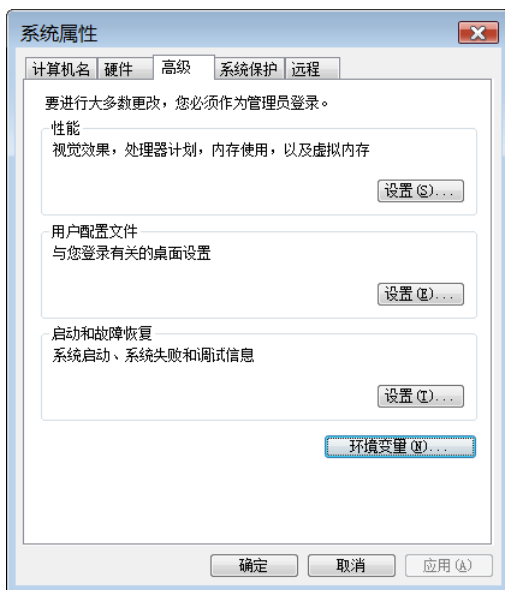 系统属性
计算机名 硬件 高级 系统保护 远程
要进行大多数更改，您必须作为管理员登录。
性能
视觉效果，处理器计划，内存使用，以及虚拟内存
设置(S)...
用户配置文件
与您登录有关的桌面设置
设置(E)...
启动和故障恢复
系统启动、系统失败和调试信息
设置(T)...
环境变量(N)...
确定 取消 应用(A)